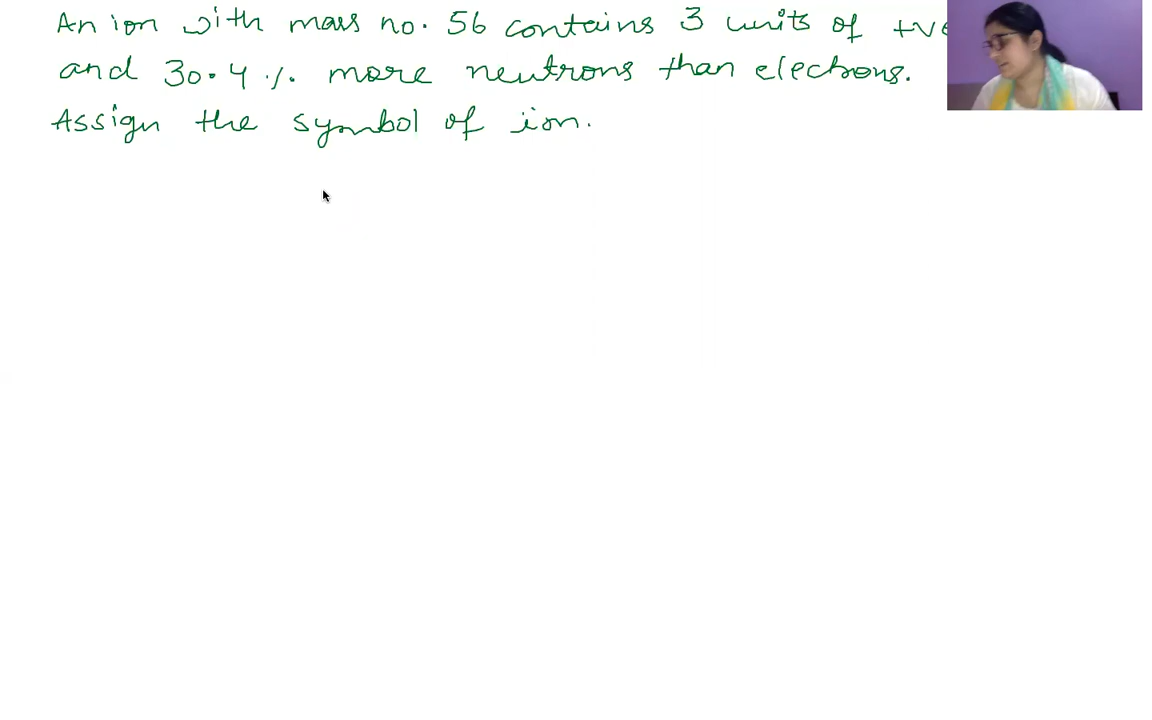 An ion with mass no. 56 contains 3 units of +ve
and 30.4 % more neutrons than electrons.
Assign the symbol of ion.